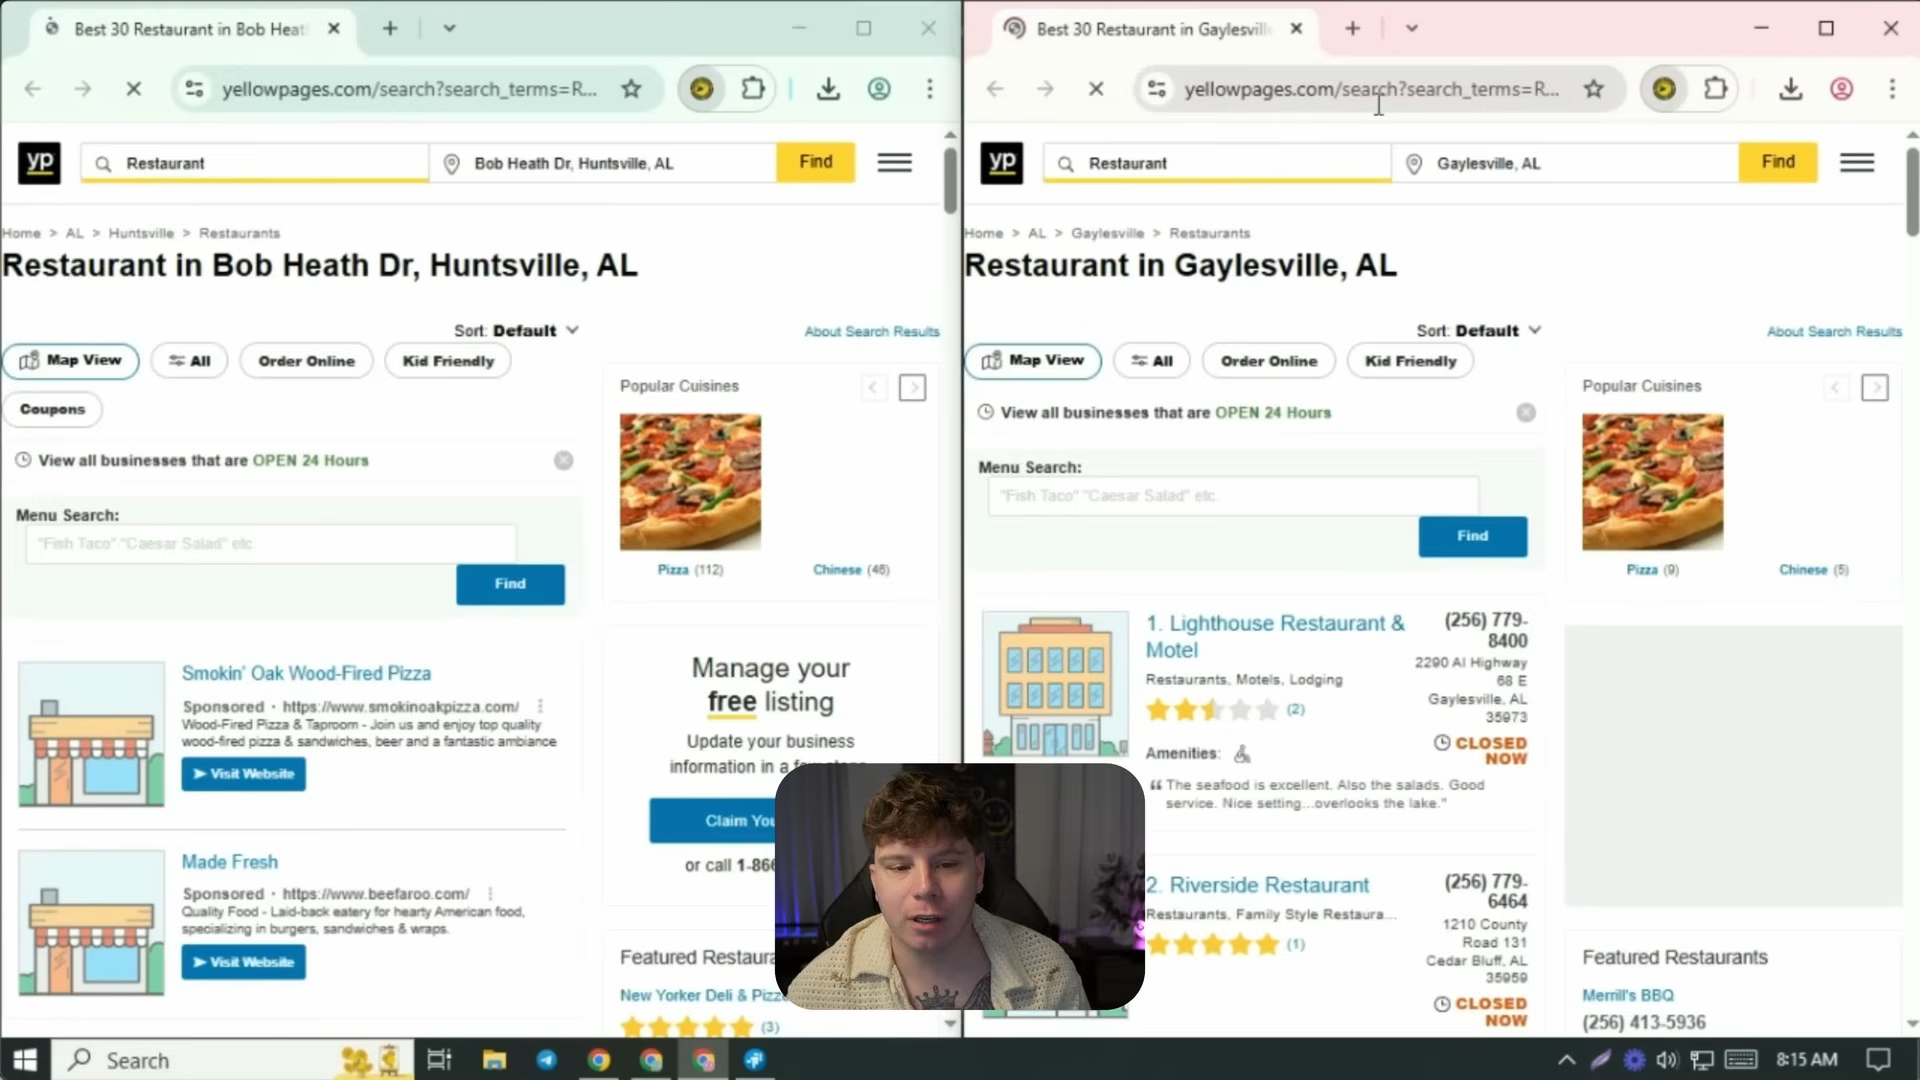 Best 30 Restaurant in Bob Heat
yellowpages.com/search?search_terms=R...
yp
Restaurant
Bob Heath Dr, Huntsville, AL
Find
Home > AL > Huntsville > Restaurants
Restaurant in Bob Heath Dr, Huntsville, AL
Sort: Default
About Search Results
Map View
All
Order Online
Kid Friendly
Coupons
View all businesses that are OPEN 24 Hours
Menu Search:
"Fish Taco" "Caesar Salad" etc
Find
Popular Cuisines
Pizza (112)
Chinese (46)
Smokin' Oak Wood-Fired Pizza
Sponsored · https://www.smokinoakpizza.com/
Wood-Fired Pizza & Taproom - Join us and enjoy top quality
wood-fired pizza & sandwiches, beer and a fantastic ambiance
Visit Website
Made Fresh
Sponsored · https://www.beefaroo.com/
Quality Food - Laid-back eatery for hearty American food,
specializing in burgers, sandwiches & wraps.
Visit Website
Manage your
free listing
Update your business
information in a few steps.
Claim You
or call 1-866
Featured Restaura
New Yorker Deli & Pizz
(3)
Best 30 Restaurant in Gaylesvill
yellowpages.com/search?search_terms=R...
yp
Restaurant
Gaylesville, AL
Find
Home > AL > Gaylesville > Restaurants
Restaurant in Gaylesville, AL
Sort: Default
About Search Results
Map View
All
Order Online
Kid Friendly
View all businesses that are OPEN 24 Hours
Menu Search:
"Fish Taco" "Caesar Salad" etc
Find
Popular Cuisines
Pizza (9)
Chinese (5)
1. Lighthouse Restaurant &
Motel
Restaurants, Motels, Lodging
(2)
Amenities:
"The seafood is excellent. Also the salads. Good
service. Nice setting...overlooks the lake."
(256) 779-
8400
2290 Al Highway
68 E
Gaylesville, AL
35973
CLOSED
NOW
2. Riverside Restaurant
Restaurants, Family Style Restaura...
(1)
(256) 779-
6464
1210 County
Road 131
Cedar Bluff, AL
35959
CLOSED
NOW
Featured Restaurants
Merrill's BBQ
(256) 413-5936
Search
8:15 AM